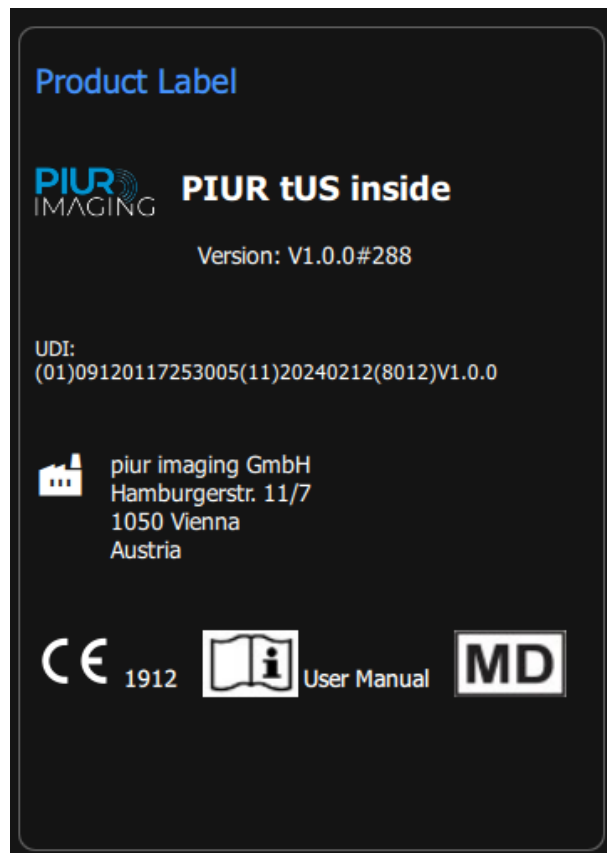 Product Label
PIUR
IMAGING
PIUR tUS inside
Version: V1.0.0#288
UDI:
(01)09120117253005(11)20240212(8012)V1.0.0
piur imaging GmbH
Hamburgerstr. 11/7
1050 Vienna
Austria
CE 1912 i User Manual MD